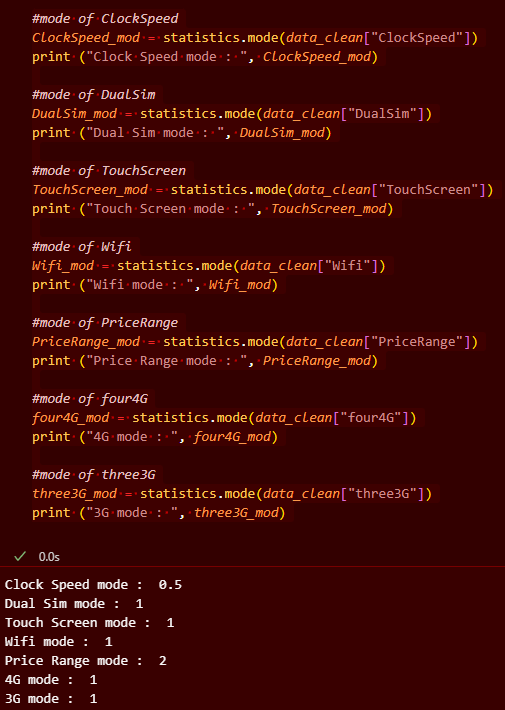 #mode of ClockSpeed
ClockSpeed_mod = statistics.mode(data_clean["ClockSpeed"])
print ("Clock Speed mode : ", ClockSpeed_mod)
#mode of DualSim
DualSim_mod = statistics.mode(data_clean["DualSim"])
print ("Dual Sim mode : ", DualSim_mod)
#mode of TouchScreen
TouchScreen_mod = statistics.mode(data_clean["TouchScreen"])
print ("Touch Screen mode : ", TouchScreen_mod)
#mode of Wifi
Wifi_mod = statistics.mode(data_clean["Wifi"])
print ("Wifi mode : ", Wifi_mod)
#mode of PriceRange
PriceRange_mod = statistics.mode(data_clean["PriceRange"])
print ("Price Range mode : ", PriceRange_mod)
#mode of four4G
four4G_mod = statistics.mode(data_clean["four4G"])
print ("4G mode : ", four4G_mod)
#mode of three3G
three3G_mod = statistics.mode(data_clean["three3G"])
print ("3G mode : ", three3G_mod)
0.0s
Clock Speed mode :  0.5
Dual Sim mode :  1
Touch Screen mode :  1
Wifi mode :  1
Price Range mode :  2
4G mode :  1
3G mode :  1